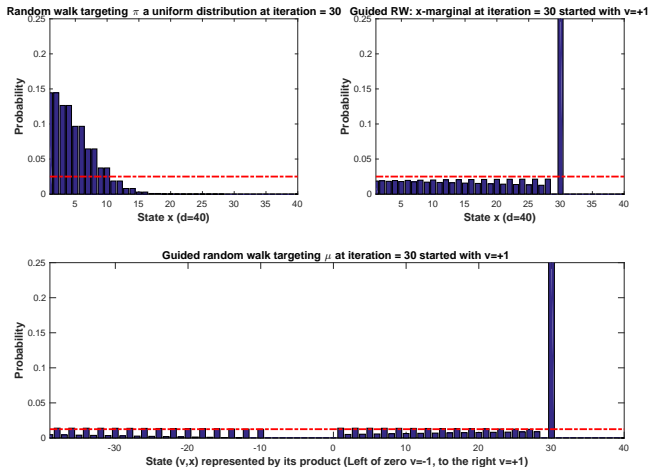 Random walk targeting π a uniform distribution at iteration = 30
Guided RW: x-marginal at iteration = 30 started with v=+1
0.25
0.2
0.15
0.1
0.05
0
Probability
5 10 15 20 25 30 35 40
State x (d=40)
0.25
0.2
0.15
0.1
0.05
0
Probability
5 10 15 20 25 30 35 40
State x (d=40)
Guided random walk targeting μ at iteration = 30 started with v=+1
0.25
0.2
0.15
0.1
0.05
0
Probability
-30 -20 -10 0 10 20 30 40
State (v,x) represented by its product (Left of zero v=-1, to the right v=+1)